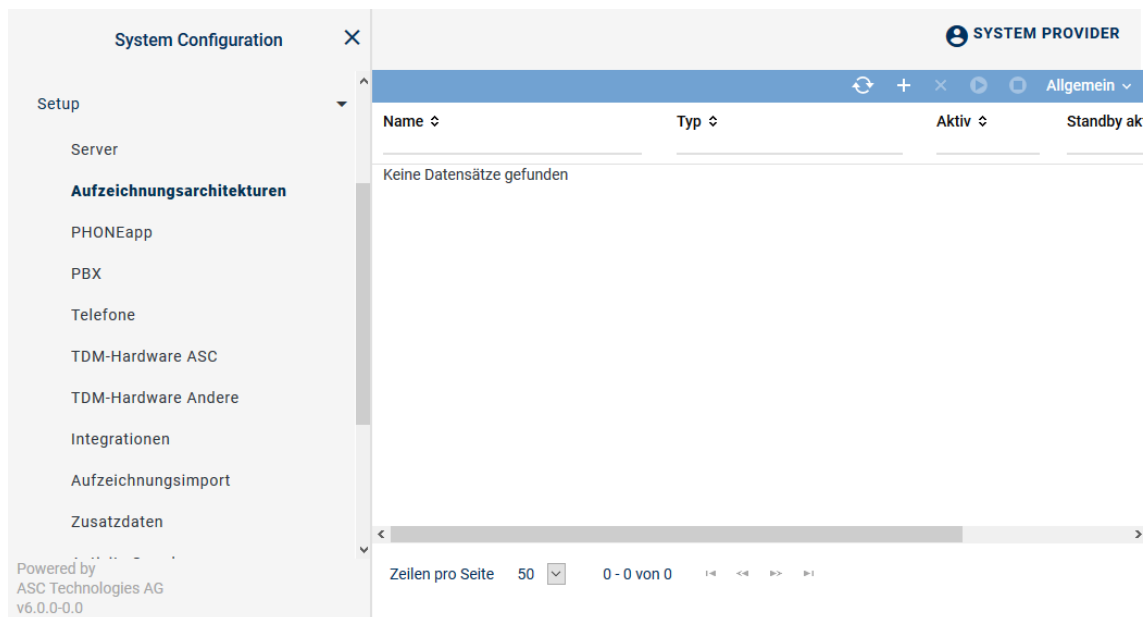 System Configuration
SYSTEM PROVIDER
Setup
Allgemein
Name
Typ
Aktiv
Standby
Server
Keine Datensätze gefunden
Aufzeichnungsarchitekturen
PHONEapp
PBX
Telefone
TDM-Hardware ASC
TDM-Hardware Andere
Integrationen
Aufzeichnungsimport
Zusatzdaten
Powered by
ASC Technologies AG
v6.0.0-0.0
Zeilen pro Seite 50
0 - 0 von 0